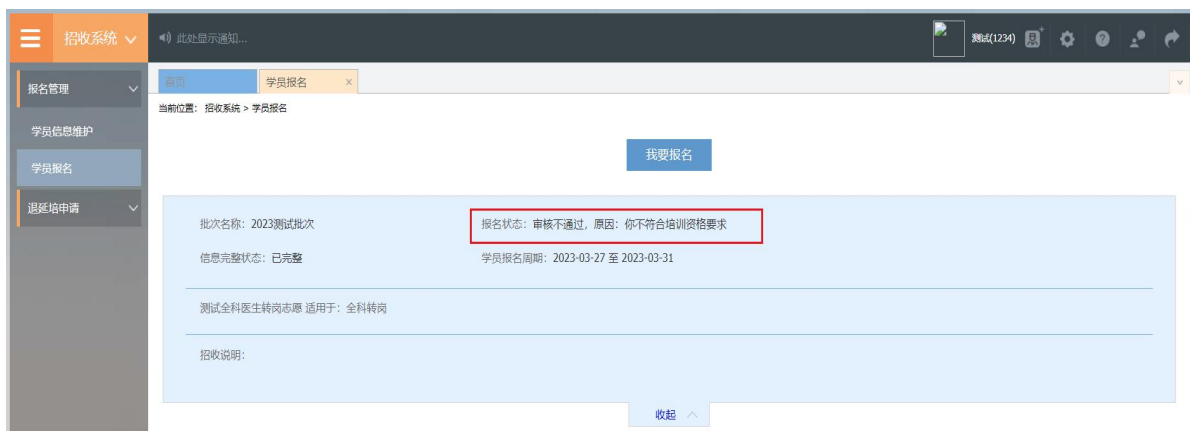 招收系统
此处显示通知...
测试(1234)
报名管理
学员信息维护
学员报名
退延培申请
首页
学员报名
当前位置：招收系统 > 学员报名
我要报名
批次名称：2023测试批次
报名状态：审核不通过，原因：你不符合培训资格要求
信息完整状态：已完整
学员报名周期：2023-03-27 至 2023-03-31
测试全科医生转岗志愿 适用于：全科转岗
招收说明：
收起